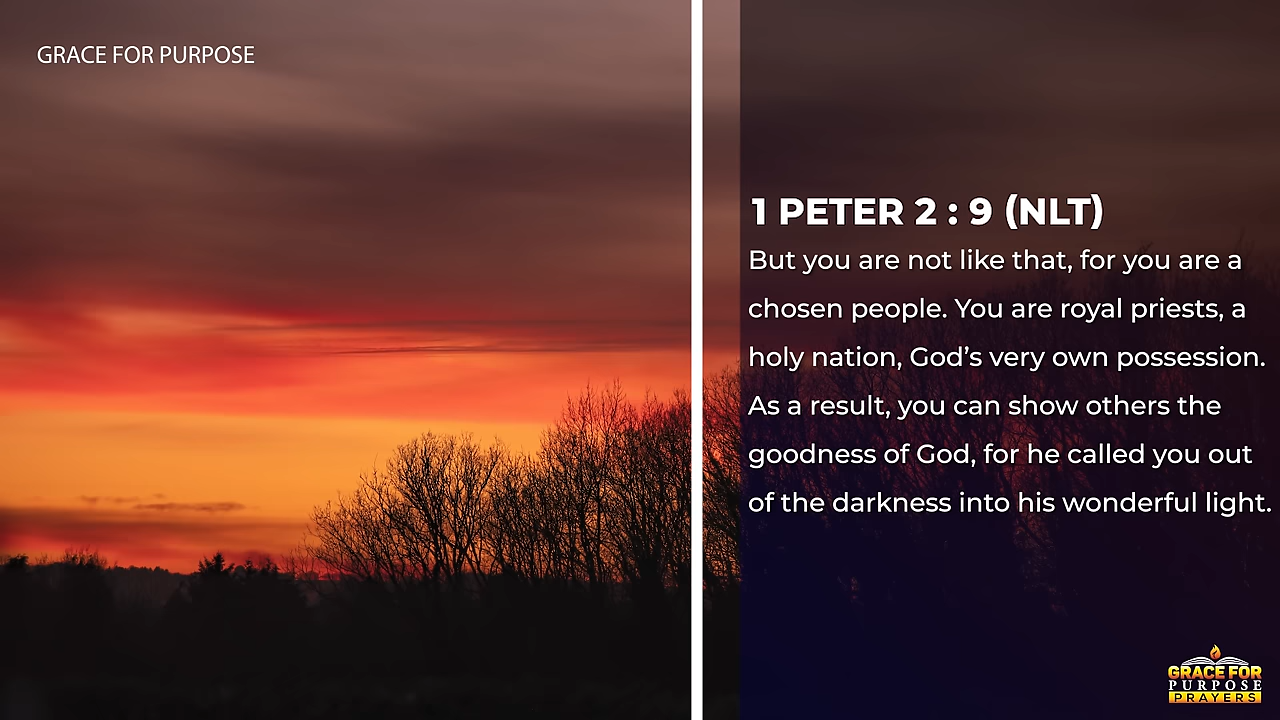 GRACE FOR PURPOSE
1 PETER 2 : 9 (NLT)
But you are not like that, for you are a
chosen people. You are royal priests, a
holy nation, God’s very own possession.
As a result, you can show others the
goodness of God, for he called you out
of the darkness into his wonderful light.
GRACE FOR
PURPOSE
PRAYERS